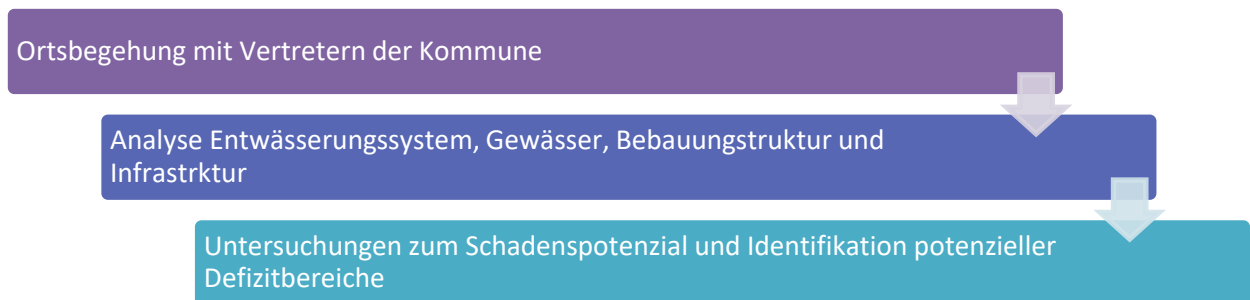 Ortsbegehung mit Vertretern der Kommune
Analyse Entwässerungssystem, Gewässer, Bebauungstruktur und
Infrastrktur
Untersuchungen zum Schadenspotenzial und Identifikation potenzieller
Defizitbereiche